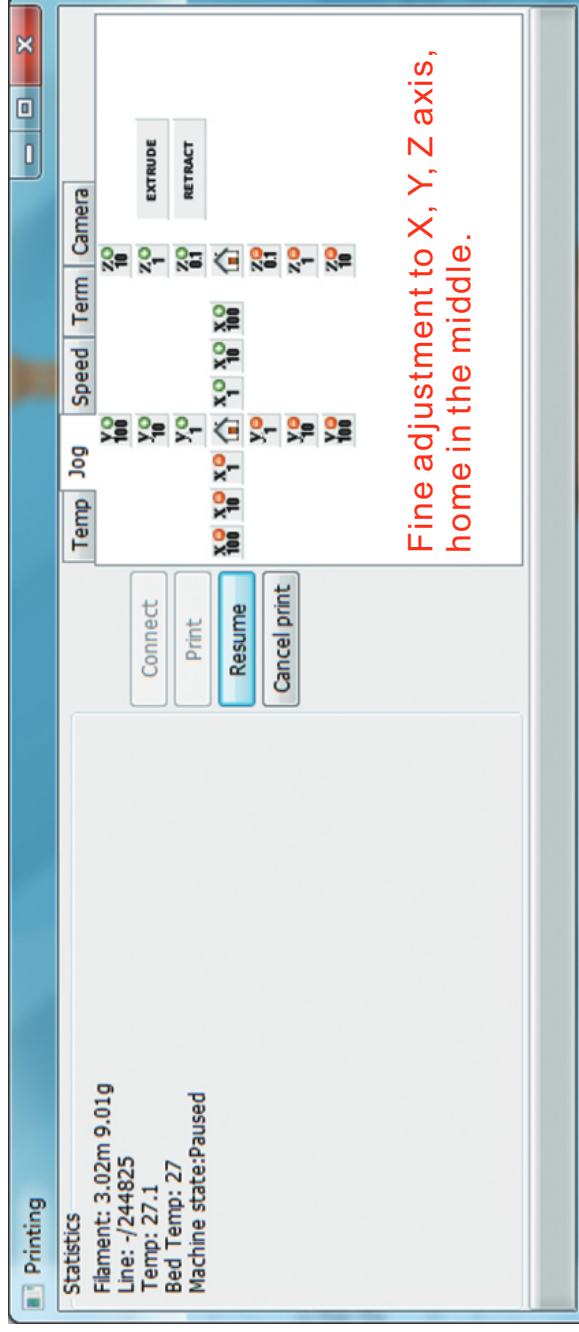 Printing
Statistics
Filament: 3.02m 9.01g
Line: -/244825
Temp: 27.1
Bed Temp: 27
Machine state:Paused
Connect
Print
Resume
Cancel print
Temp Jog Speed Term Camera
Y 100
Y 10
Y 1
X 100 X 10 X 1 X 1 X 10 X 100
Y 1
Y 10
Y 100
Z 10
Z 1
Z 0.1
Z 0.1
Z 1
Z 10
EXTRUDE
RETRACT
Fine adjustment to X, Y, Z axis,
home in the middle.